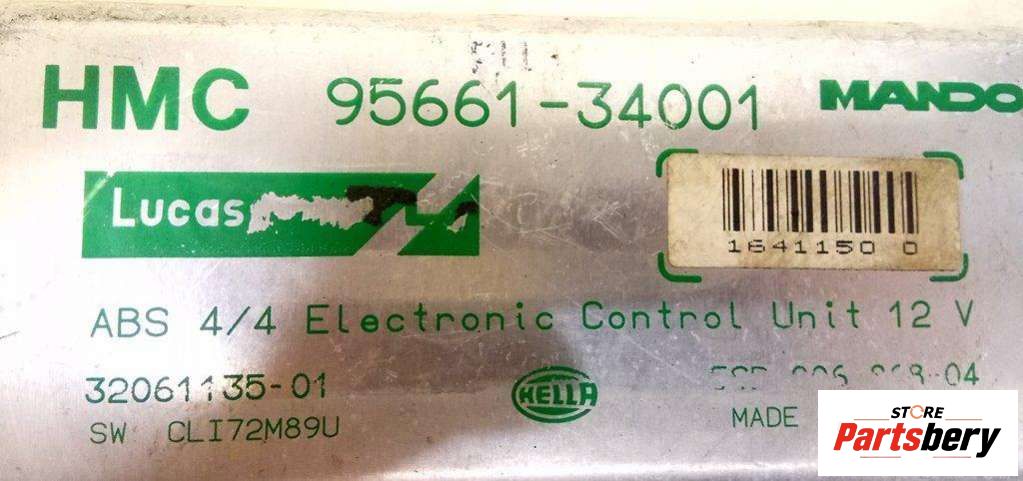 HMC 95661-34001 MANDO
Lucas
1641150 0
ABS 4/4 Electronic Control Unit 12 V
32061135-01
HELLA
-04
SW CLI72M89U
MADE
STORE
Partsbery